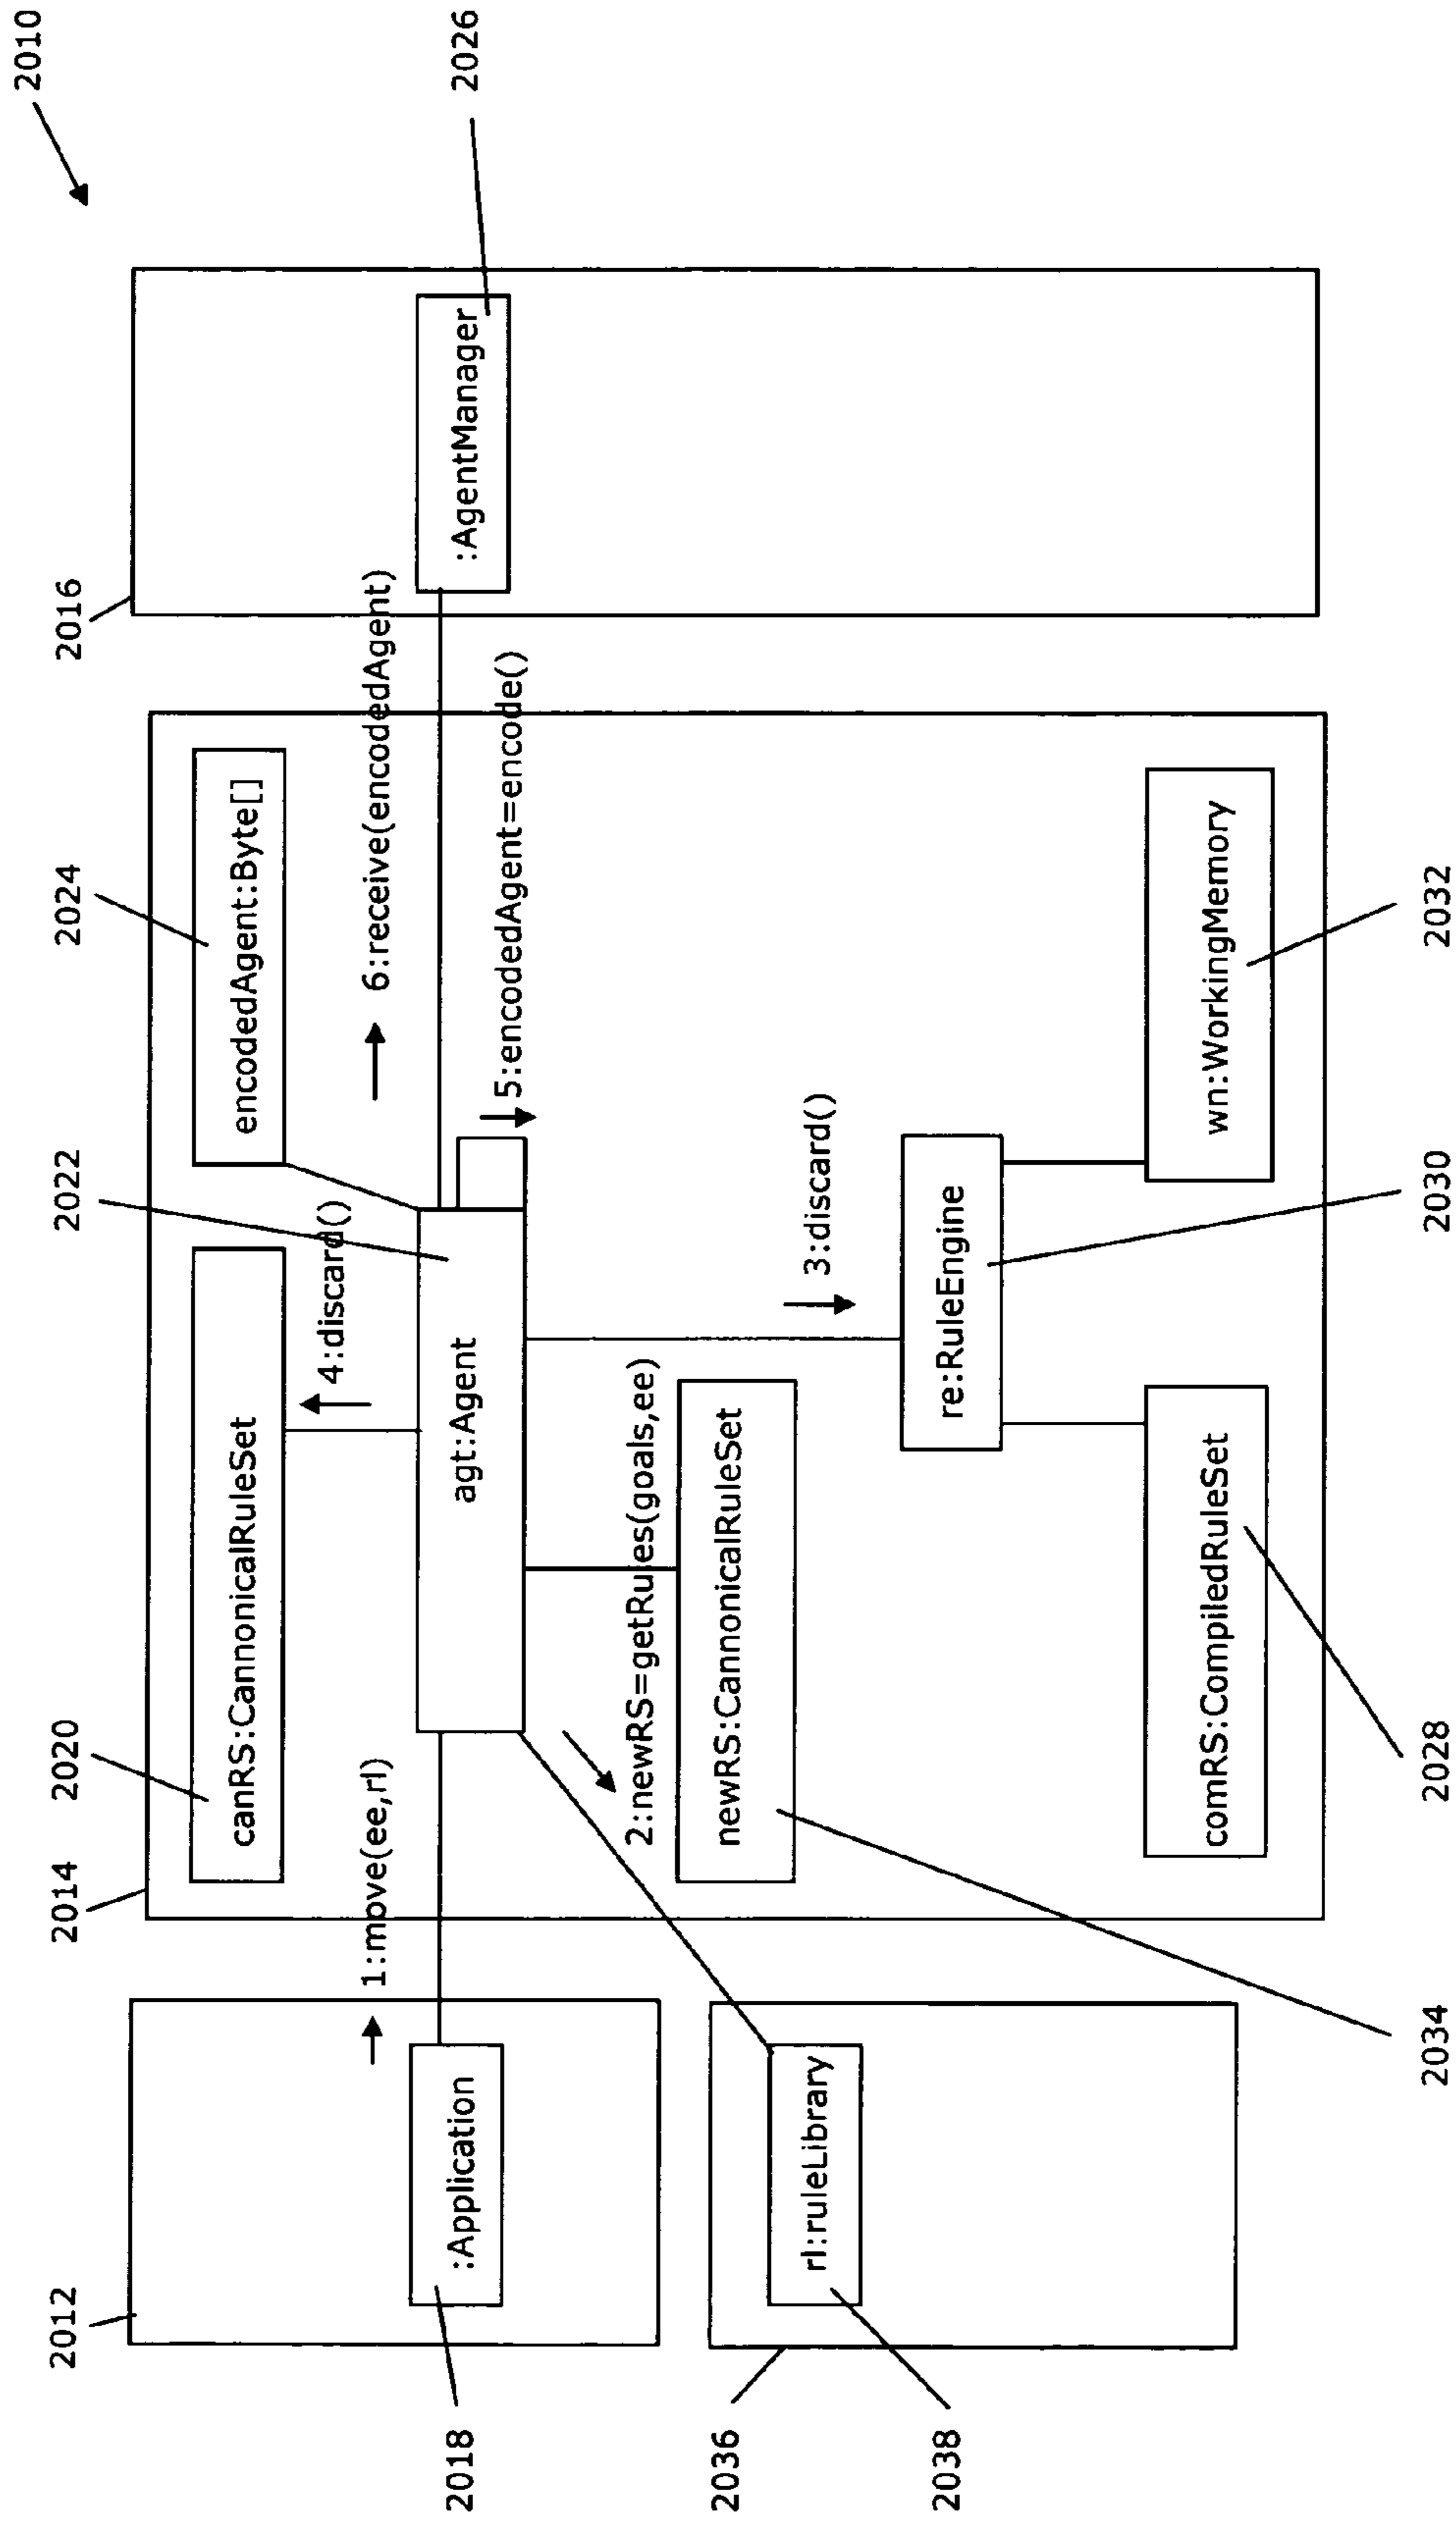 2010
2012
2014
2016
2020
2022
2024
2026
canRS:CannonicalRuleSet
encodedAgent:Byte[]
4:discard()
1:move(ee,rl)
6:receive(encodedAgent)
:Application
agt:Agent
:AgentManager
5:encodedAgent=encode()
2018
2:newRS=getRules(goals,ee)
newRS:CannonicalRuleSet
3:discard()
2036
rl:ruleLibrary
re:RuleEngine
2038
comRS:CompiledRuleSet
wn:WorkingMemory
2034
2028
2030
2032